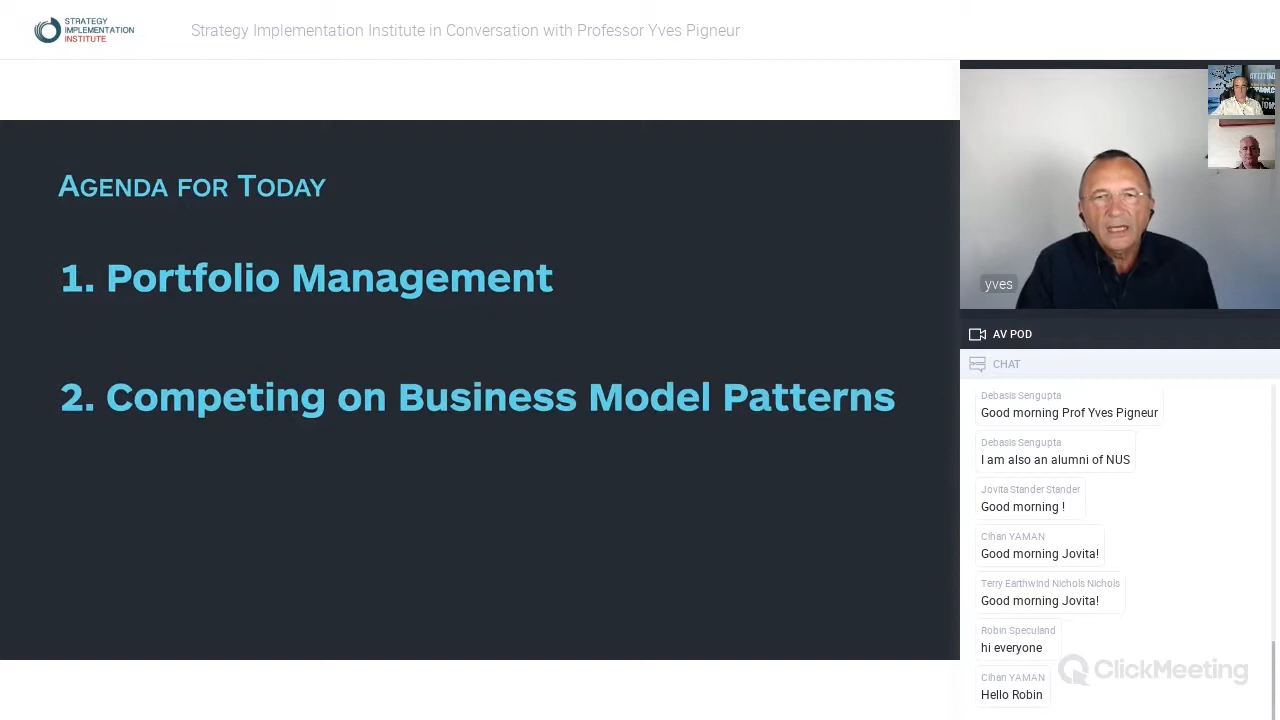 STRATEGY
IMPLEMENTATION
INSTITUTE
Strategy Implementation Institute in Conversation with Professor Yves Pigneur
AGENDA FOR TODAY
1. Portfolio Management
2. Competing on Business Model Patterns
yves
AV POD
CHAT
Debasis Sengupta
Good morning Prof Yves Pigneur
Debasis Sengupta
I am also an alumni of NUS
Jovita Stander Stander
Good morning !
Cihan YAMAN
Good morning Jovita!
Terry Earthwind Nichols Nichols
Good morning Jovita!
Robin Speculand
hi everyone
Cihan YAMAN
Hello Robin
ClickMeeting